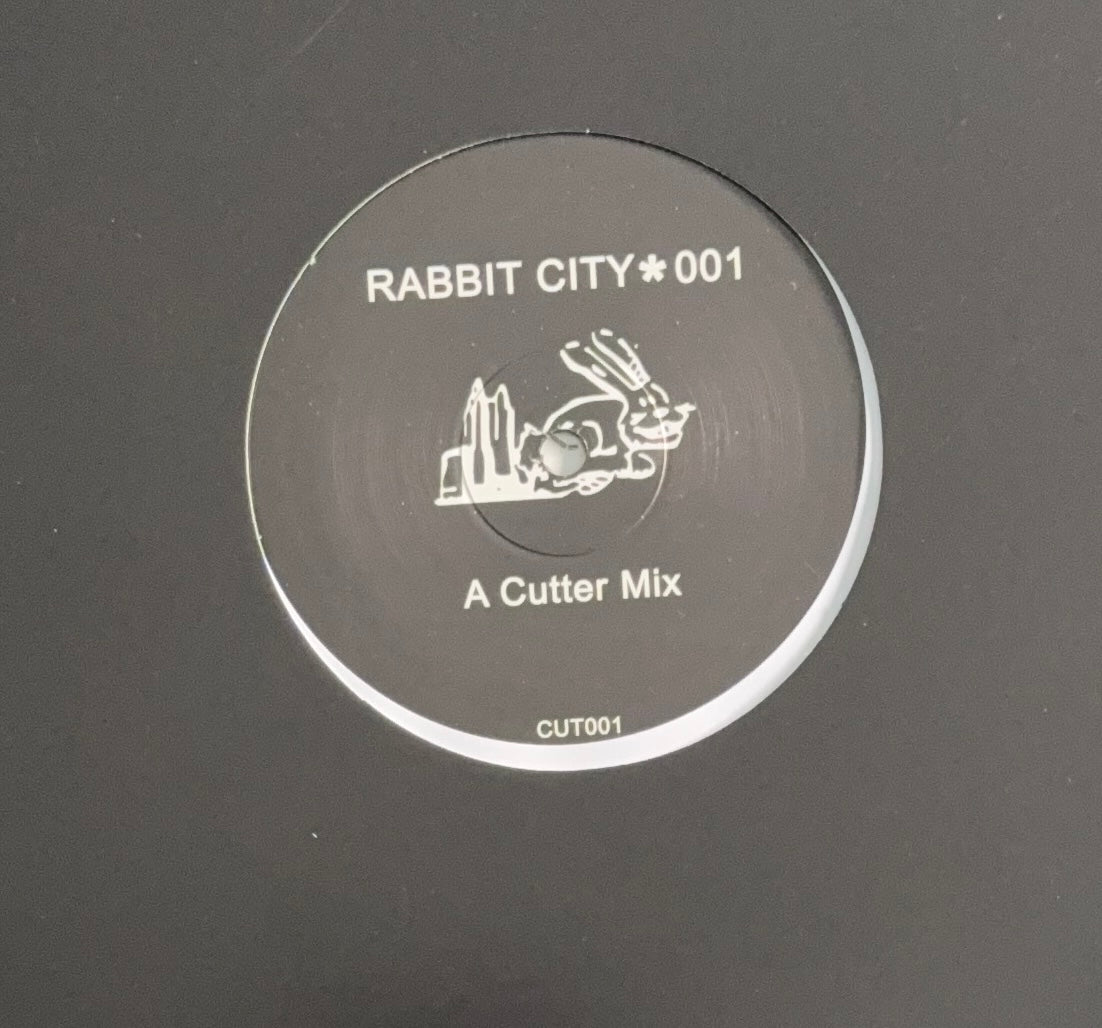 RABBIT CITY*001
A Cutter Mix
CUT001